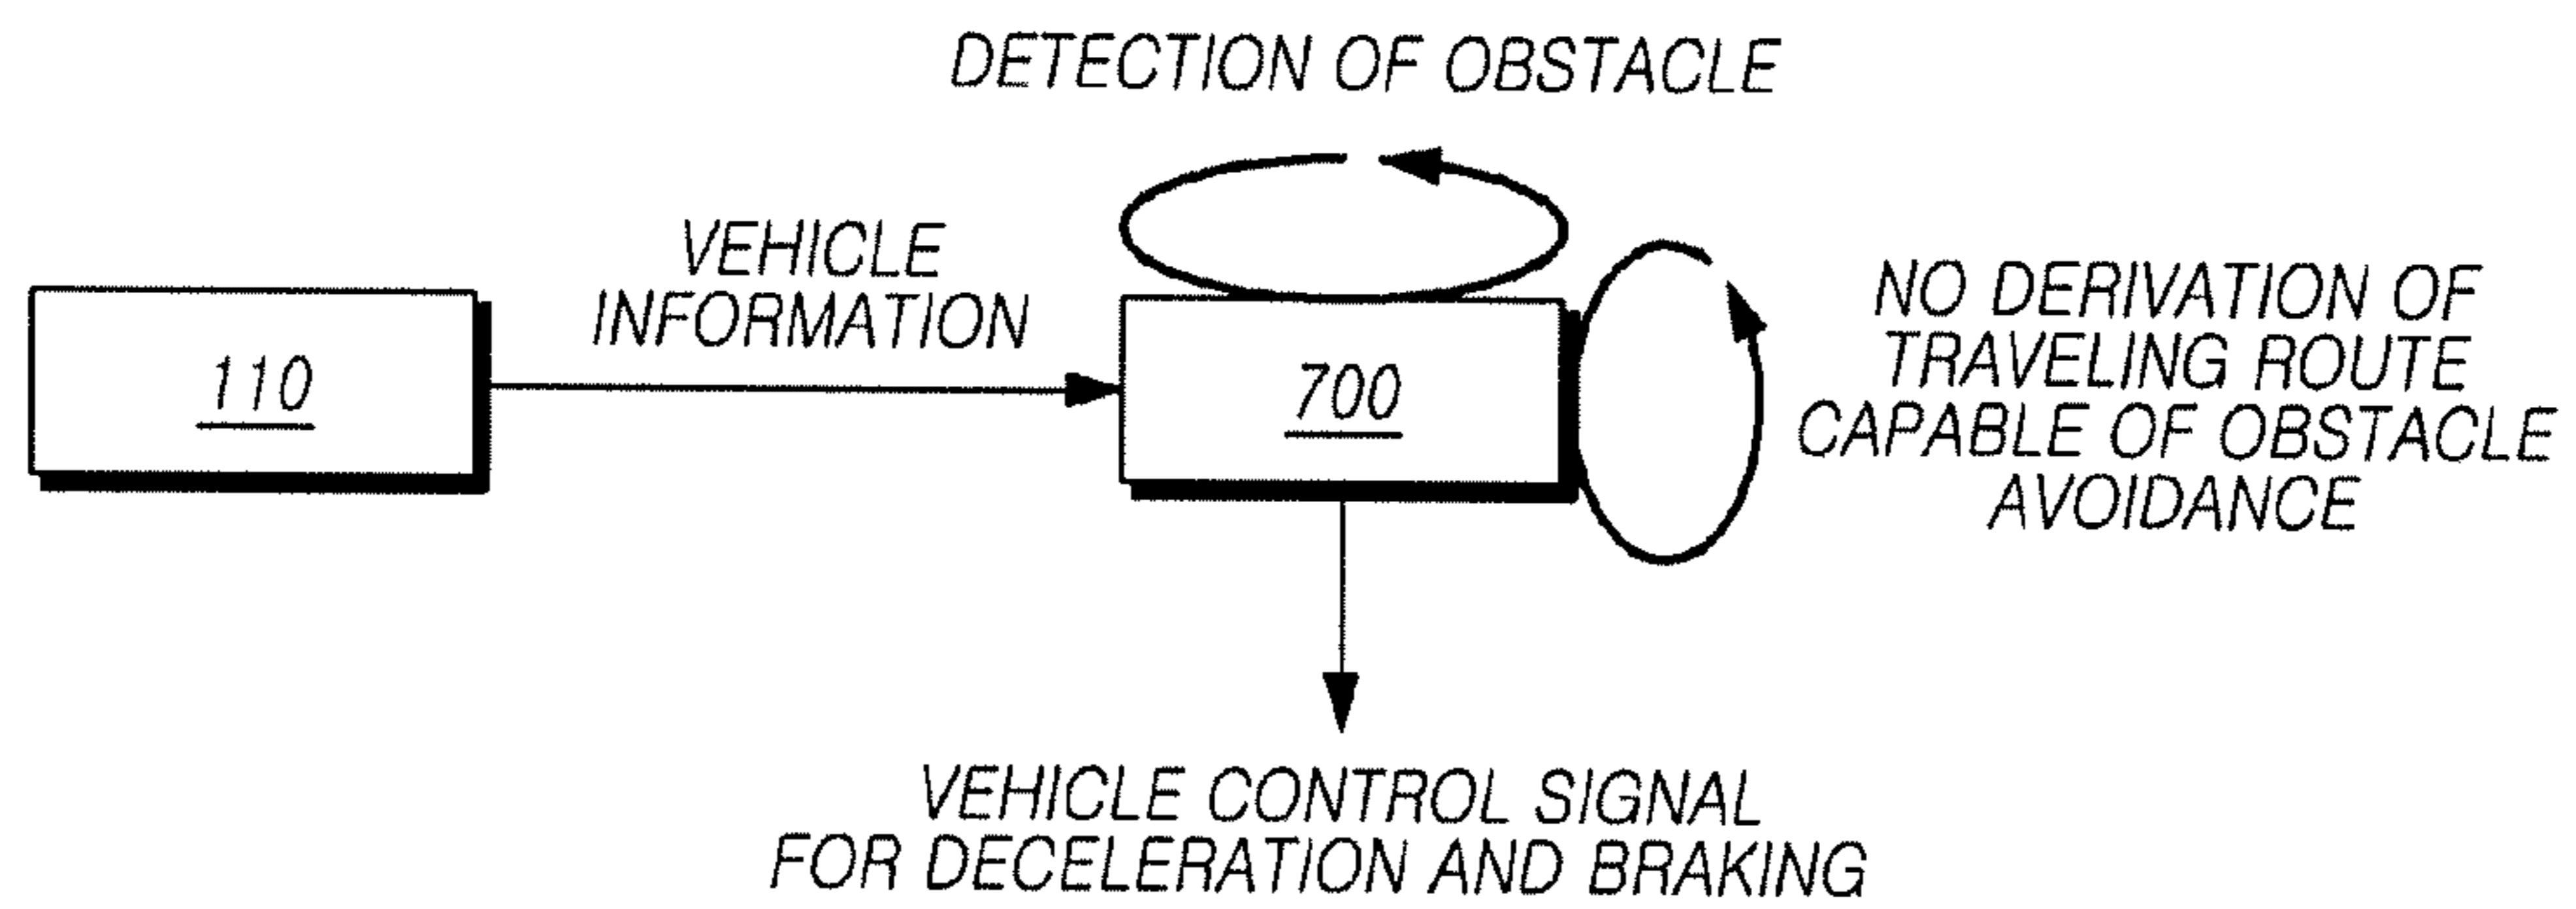 DETECTION OF OBSTACLE
VEHICLE
INFORMATION
110
700
NO DERIVATION OF
TRAVELING ROUTE
CAPABLE OF OBSTACLE
AVOIDANCE
VEHICLE CONTROL SIGNAL
FOR DECELERATION AND BRAKING